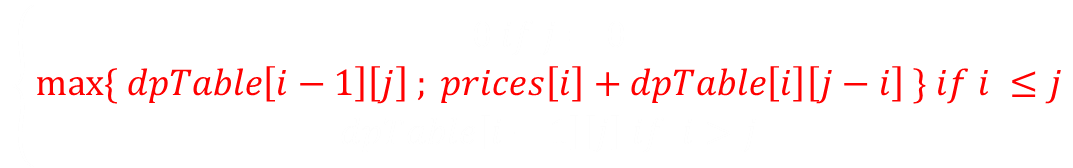 max{ dpTable[i − 1][j] ; prices[i] + dpTable[i][j − i] } if i ≤ j